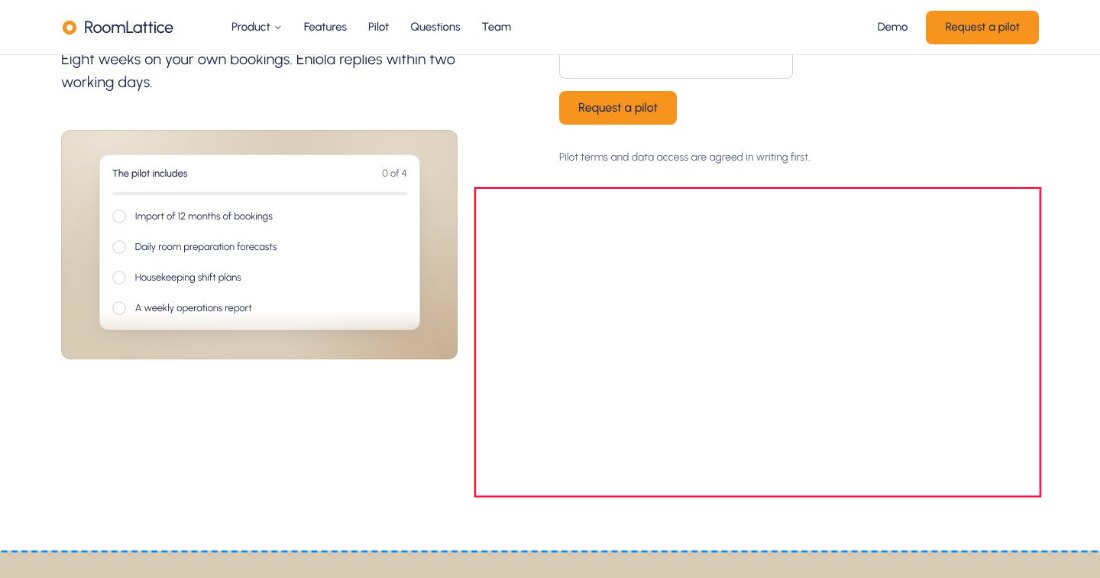 RoomLattice
Product
Features
Pilot
Questions
Team
Demo
Request a pilot
Eight weeks on your own bookings. Eniola replies within two
working days.
The pilot includes
0 of 4
Import of 12 months of bookings
Daily room preparation forecasts
Housekeeping shift plans
A weekly operations report
Request a pilot
Pilot terms and data access are agreed in writing first.